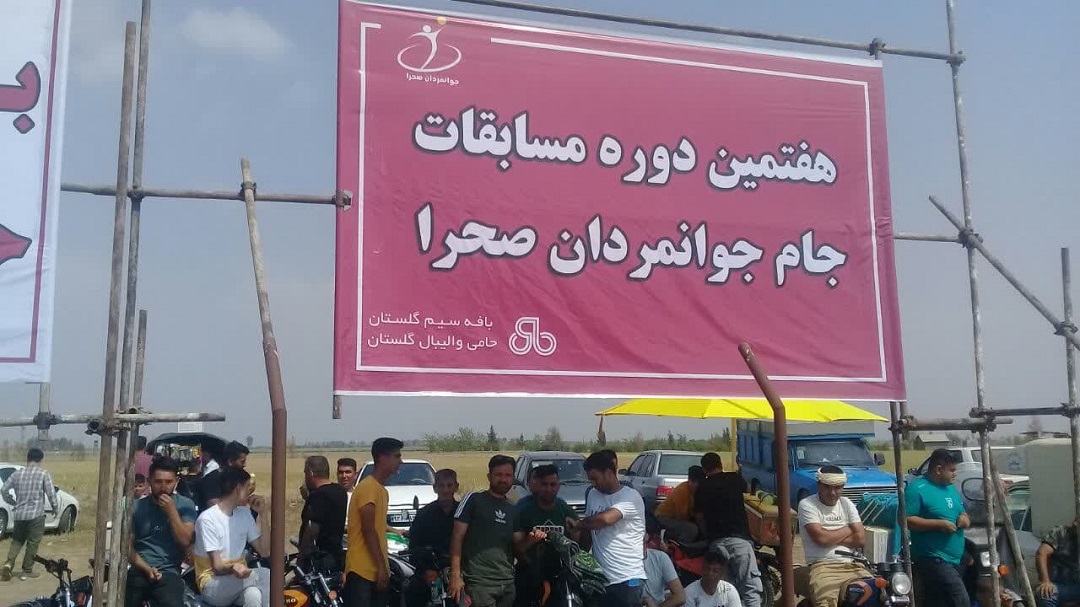 جوانمردان صحرا
هفتمین دوره مسابقات
جام جوانمردان صحرا
بافه سیم گلستان
حامی والیبال گلستان